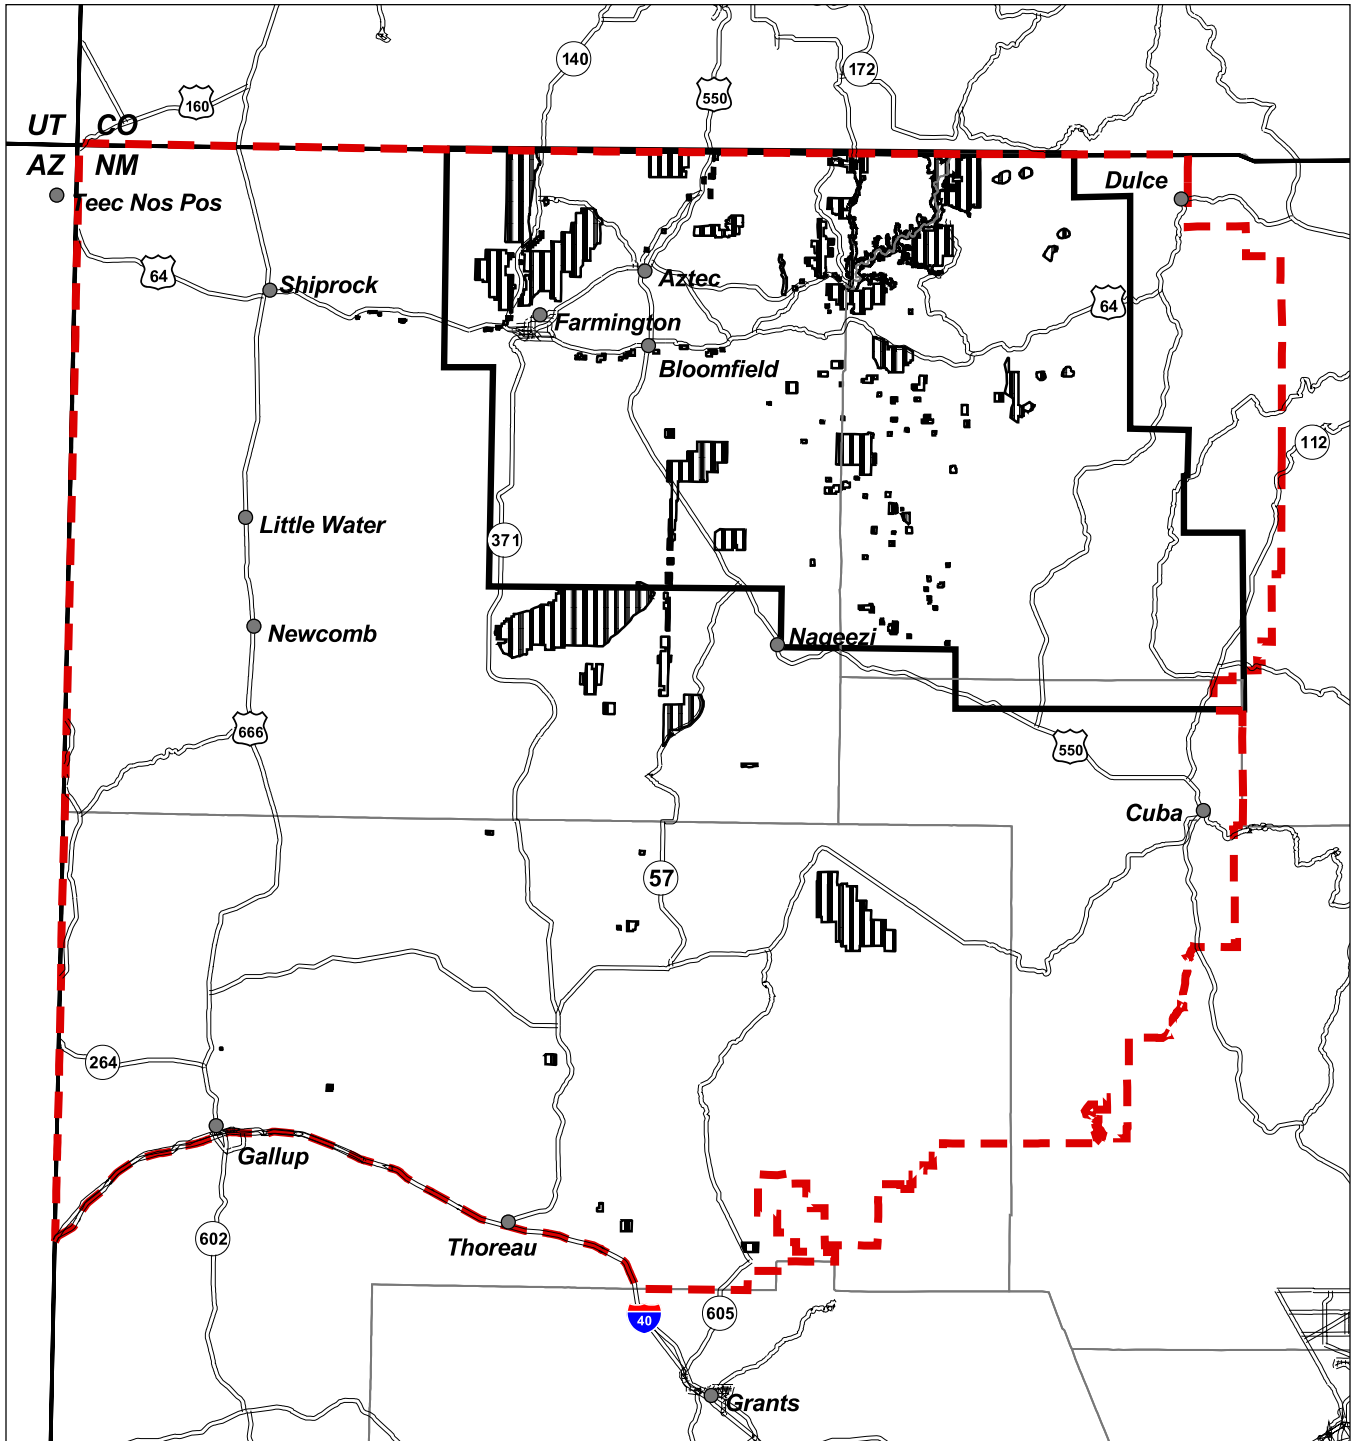 140
172
550
160
UT CO
AZ NM
Teec Nos Pos
Dulce
64
Shiprock
Aztec
64
Farmington
Bloomfield
112
Little Water
371
Newcomb
Nageezi
666
550
Cuba
57
264
Gallup
602
Thoreau
40
605
Grants